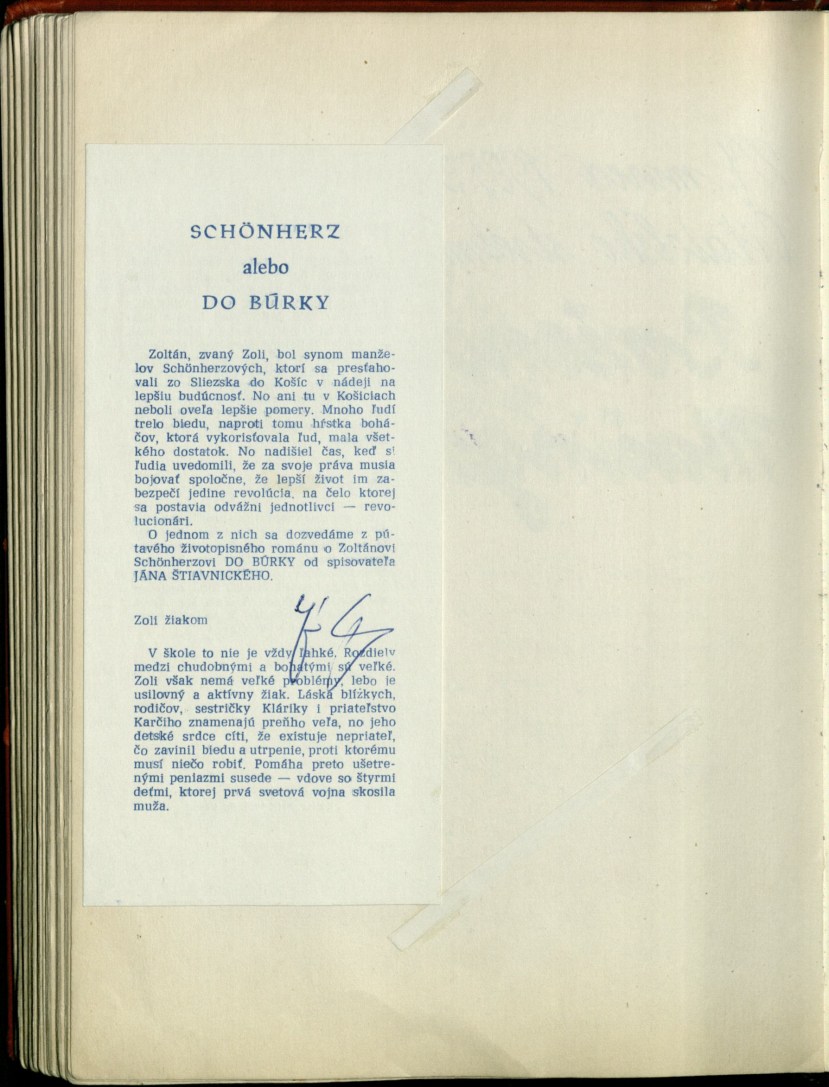 SCHÖNHERZ
alebo
DO BÚRKY
Zoltán, zvaný Zoli, bol synom manže-
lov Schönherzových, ktorí sa presťaho-
vali zo Sliezska do Košíc v nádeji na
lepšiu budúcnosť. No ani tu v Košiciach
neboli oveľa lepšie pomery. Mnoho ľudí
trelo biedu, naproti tomu hŕstka bohá-
čov, ktorá vykorisťovala ľud, mala všet-
kého dostatok. No nadišiel čas, keď s
ľudia uvedomili, že za svoje práva musia
bojovať spoločne, že lepší život im za-
bezpečí jedine revolúcia, na čelo ktorej
sa postavia odvážni jednotlivci — revo-
lucionári.
O jednom z nich sa dozvedáme z pú-
tavého životopisného románu o Zoltánovi
Schönherzovi DO BÚRKY od spisovateľa
JÁNA ŠTIAVNICKÉHO.
Zoli žiakom
V škole to nie je vždy ľahké. Rozdiely
medzi chudobnými a bohatými sú veľké.
Zoli však nemá veľké problémy, lebo je
usilovný a aktívny žiak. Láska blízkych,
rodičov, sestričky Kláriky i priateľstvo
Karčiho znamenajú preňho veľa, no jeho
detské srdce cíti, že existuje nepriateľ,
čo zavinil biedu a utrpenie, proti ktorému
musí niečo robiť. Pomáha preto ušetre-
nými peniazmi susede — vdove so štyrmi
deťmi, ktorej prvá svetová vojna skosila
muža.